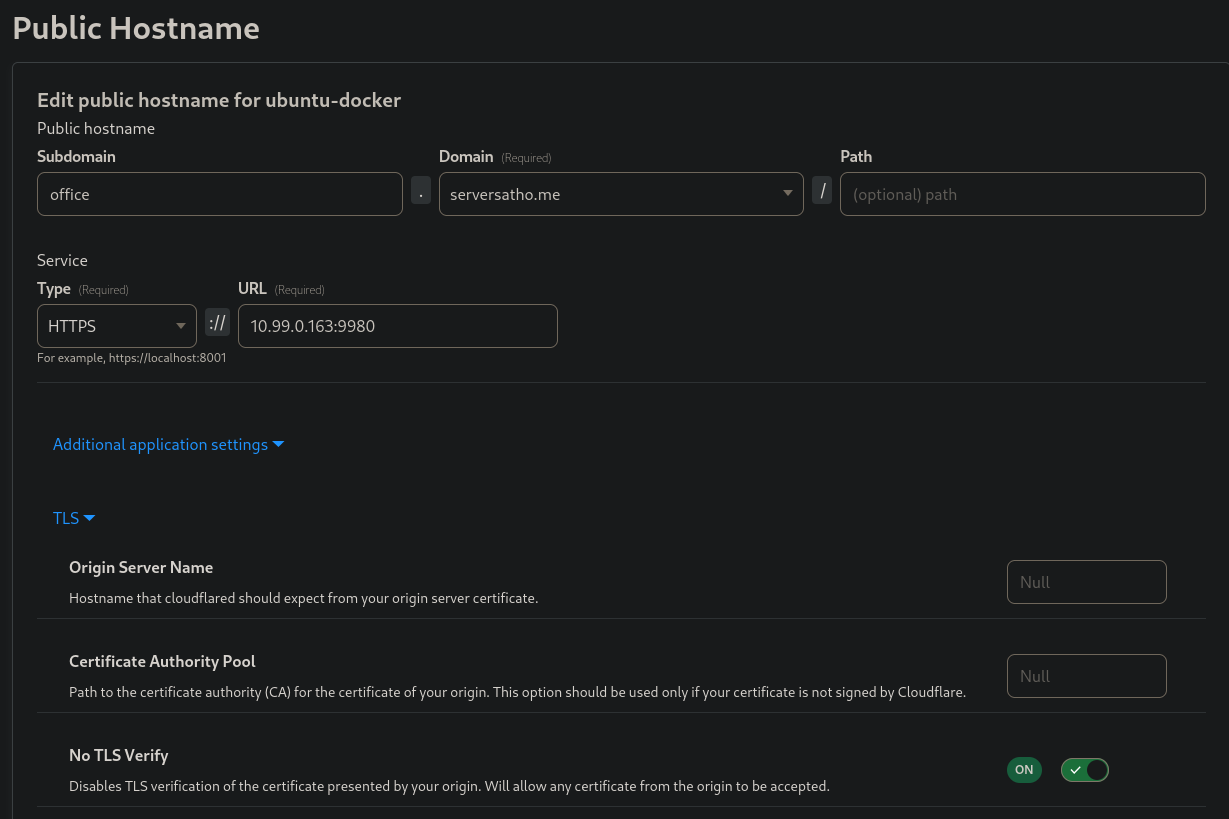 Public Hostname
Edit public hostname for ubuntu-docker
Public hostname
Subdomain Domain (Required) Path
office . serversatho.me / (optional) path
Service
Type (Required) URL (Required)
HTTPS :// 10.99.0.163:9980
For example, https://localhost:8001
Additional application settings
TLS
Origin Server Name
Null
Hostname that cloudflared should expect from your origin server certificate.
Certificate Authority Pool
Null
Path to the certificate authority (CA) for the certificate of your origin. This option should be used only if your certificate is not signed by Cloudflare.
No TLS Verify
ON
Disables TLS verification of the certificate presented by your origin. Will allow any certificate from the origin to be accepted.